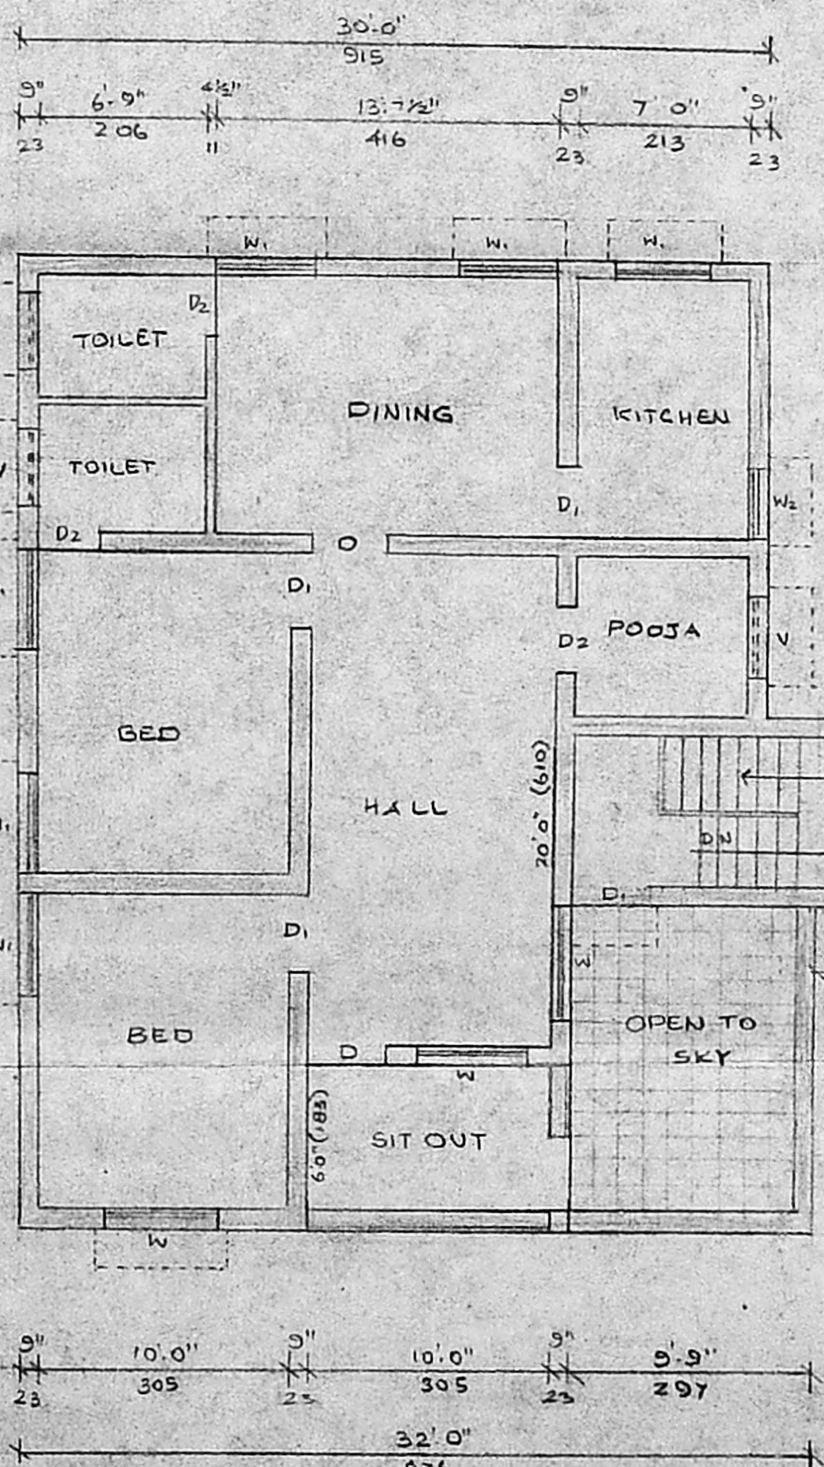 30'-0"
915
9" 6'-9" 4½" 13'-7½" 9" 7'0" 9"
23 206 11 416 23 213 23
W1 W1 W1
D2
TOILET
DINING KITCHEN
TOILET
D1 W2
D2 O
D1
D2 POOJA V
BED
20'0" (610)
HALL
D2
D1
D1
W
BED OPEN TO
SKY
D
W
60"(183)
SIT OUT
W
9" 10'.0" 9" 10'.0" 9" 9'-9"
23 305 23 305 23 297
32'.0"